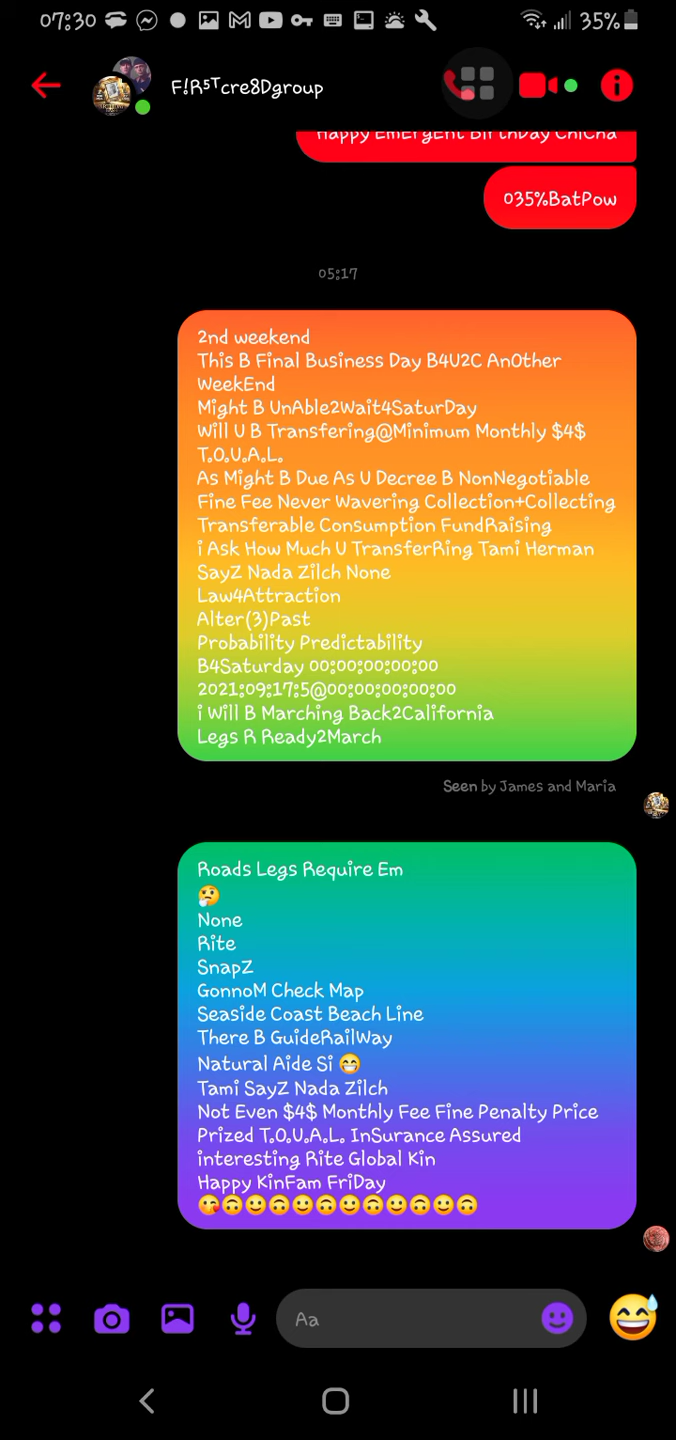 07:30
35%
F!R⁵ᵀcre8Dgroup
Happy EmErgEnt BirthDay ChiCha
035%BatPow
05:17
2nd weekend
This B Final Business Day B4U2C AnOther
WeekEnd
Might B UnAble2Wait4SaturDay
Will U B Transfering@Minimum Monthly $4$
T.O.U.A.L.
As Might B Due As U Decree B NonNegotiable
Fine Fee Never Wavering Collection+Collecting
Transferable Consumption FundRaising
i Ask How Much U TransferRing Tami Herman
SayZ Nada Zilch None
Law4Attraction
Alter(3)Past
Probability Predictability
B4Saturday 00:00:00:00:00
2021:09:17:5@00:00:00:00:00
i Will B Marching Back2California
Legs R Ready2March
Seen by James and Maria
Roads Legs Require Em
🤔
None
Rite
SnapZ
GonnoM Check Map
Seaside Coast Beach Line
There B GuideRailWay
Natural Aide Si 😁
Tami SayZ Nada Zilch
Not Even $4$ Monthly Fee Fine Penalty Price
Prized T.O.U.A.L. InSurance Assured
interesting Rite Global Kin
Happy KinFam FriDay
😘🙃🙂🙃🙂🙃🙂🙃🙂🙃🙂🙃
Aa